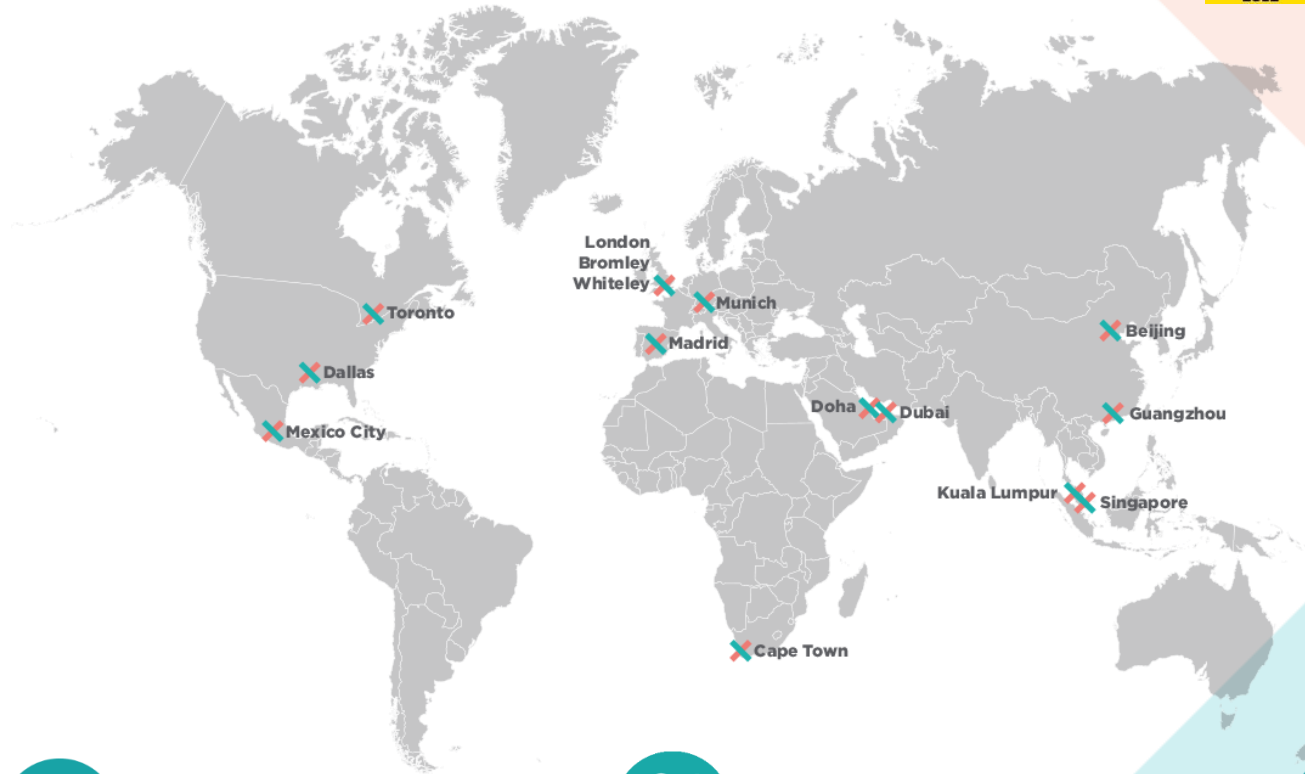 London
Bromley
Whiteley
Munich
Toronto
Beijing
Madrid
Dallas
Doha
Dubai
Guangzhou
Mexico City
Kuala Lumpur
Singapore
Cape Town